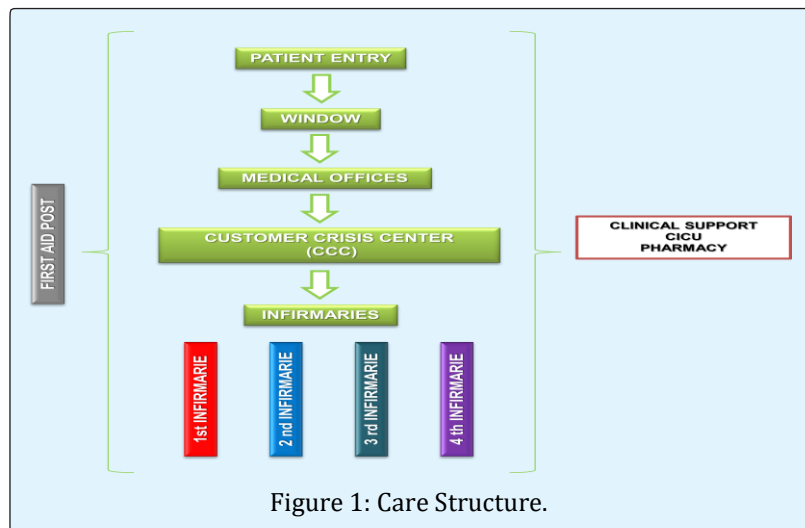 PATIENT ENTRY
WINDOW
MEDICAL OFFICES
CUSTOMER CRISIS CENTER
(CCC)
INFIRMARIES
FIRST AID POST
CLINICAL SUPPORT
CICU
PHARMACY
1st INFIRMARIE
2 nd INFIRMARIE
3 rd INFIRMARIE
4 th INFIRMARIE
Figure 1: Care Structure.